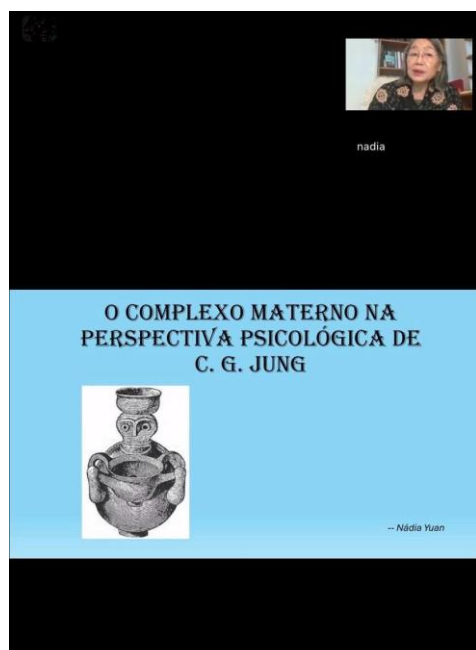 nadia
O COMPLEXO MATERNO NA
PERSPECTIVA PSICOLÓGICA DE
C. G. JUNG
-- Nádia Yuan